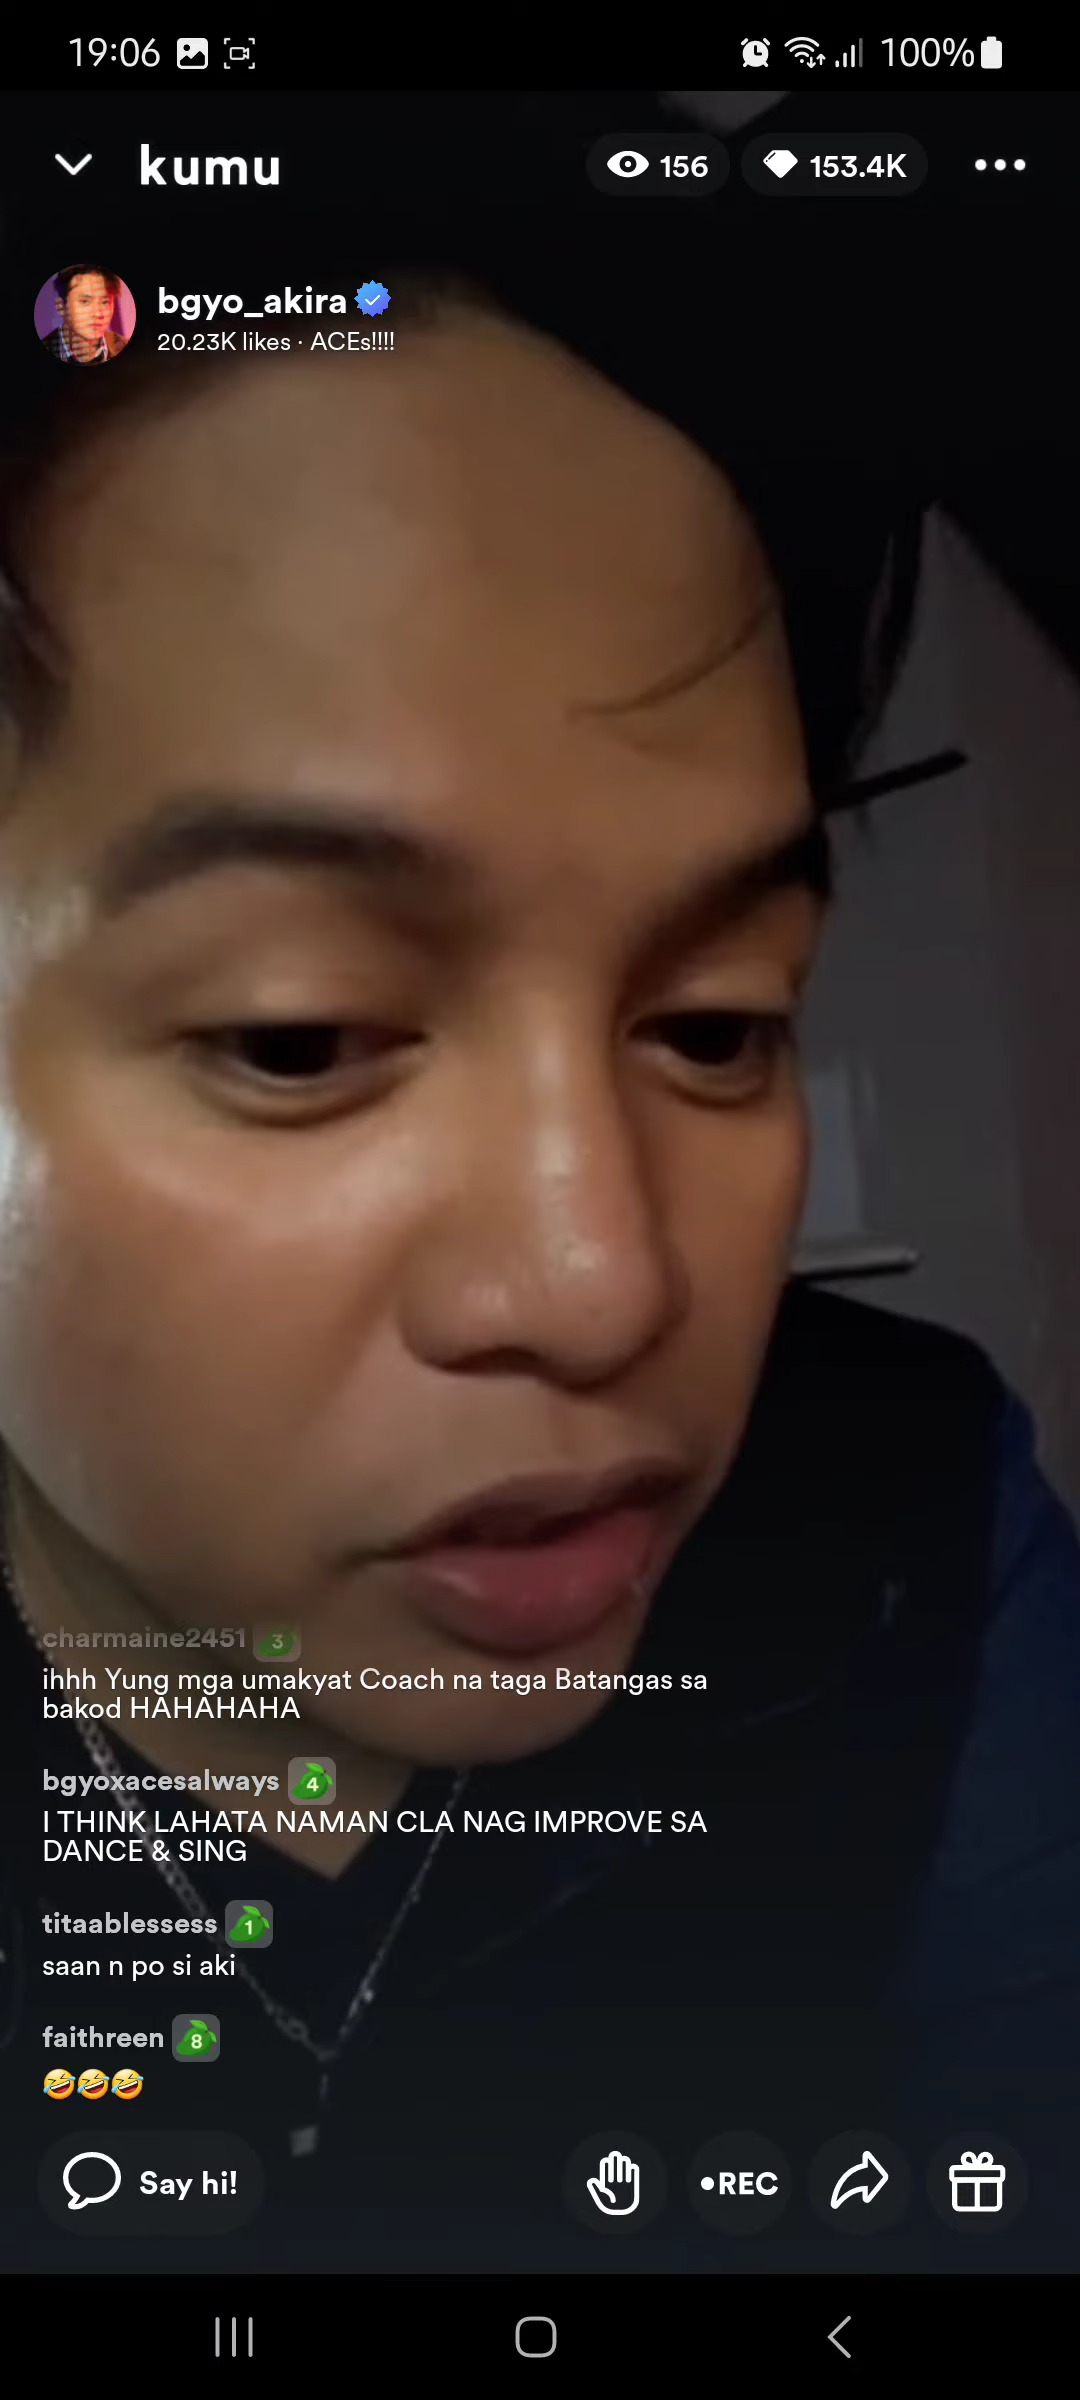 19:06 100%
kumu 156 153.4K
bgyo_akira
20.23K likes · ACEs!!!!
charmaine2451 3
ihhh Yung mga umakyat Coach na taga Batangas sa
bakod HAHAHAHA
bgyoxacesalways 4
I THINK LAHATA NAMAN CLA NAG IMPROVE SA
DANCE & SING
titaablessess 1
saan n po si aki
faithreen 8
🤣🤣🤣
Say hi! •REC